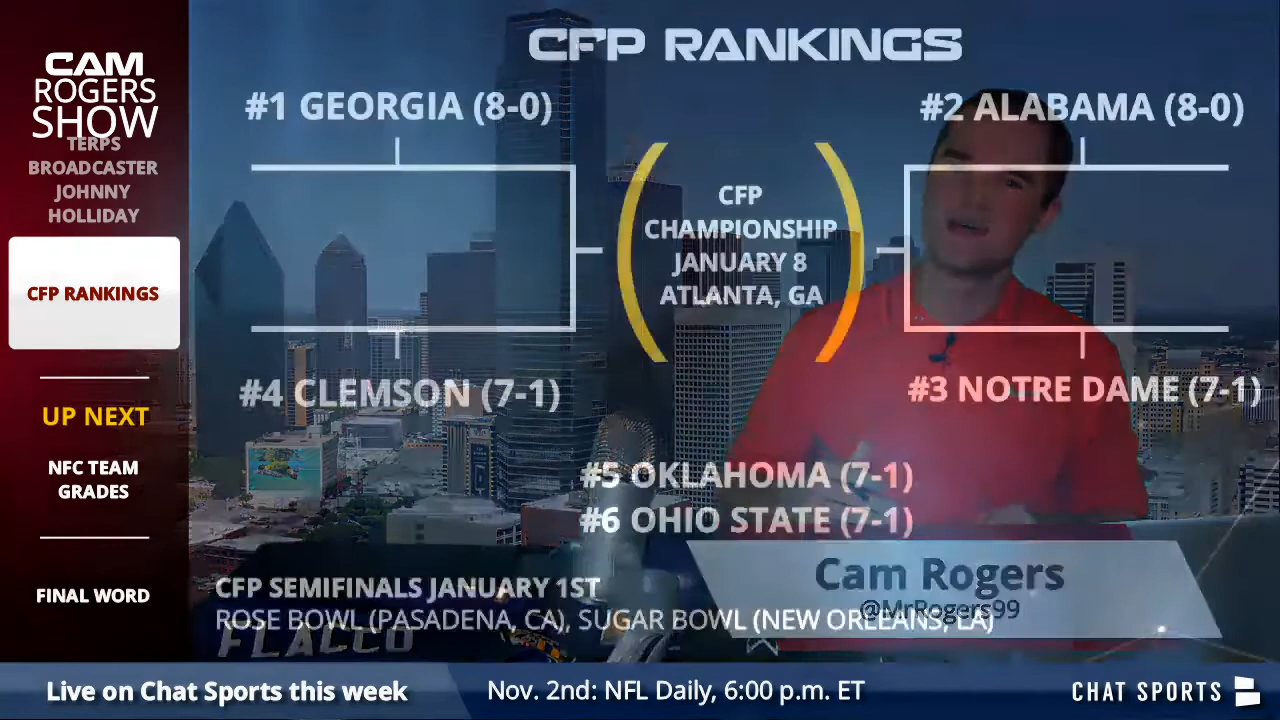 CAM
ROGERS
SHOW
TERPS
BROADCASTER
JOHNNY
HOLLIDAY
CFP RANKINGS
UP NEXT
NFC TEAM
GRADES
FINAL WORD
CFP RANKINGS
#1 GEORGIA (8-0)
#2 ALABAMA (8-0)
CFP
CHAMPIONSHIP
JANUARY 8
ATLANTA, GA
#4 CLEMSON (7-1)
#3 NOTRE DAME (7-1)
#5 OKLAHOMA (7-1)
#6 OHIO STATE (7-1)
Cam Rogers
@MrRogers99
CFP SEMIFINALS JANUARY 1ST
ROSE BOWL (PASADENA, CA), SUGAR BOWL (NEW ORLEANS, LA)
FLACCO
Live on Chat Sports this week
Nov. 2nd: NFL Daily, 6:00 p.m. ET
CHAT SPORTS